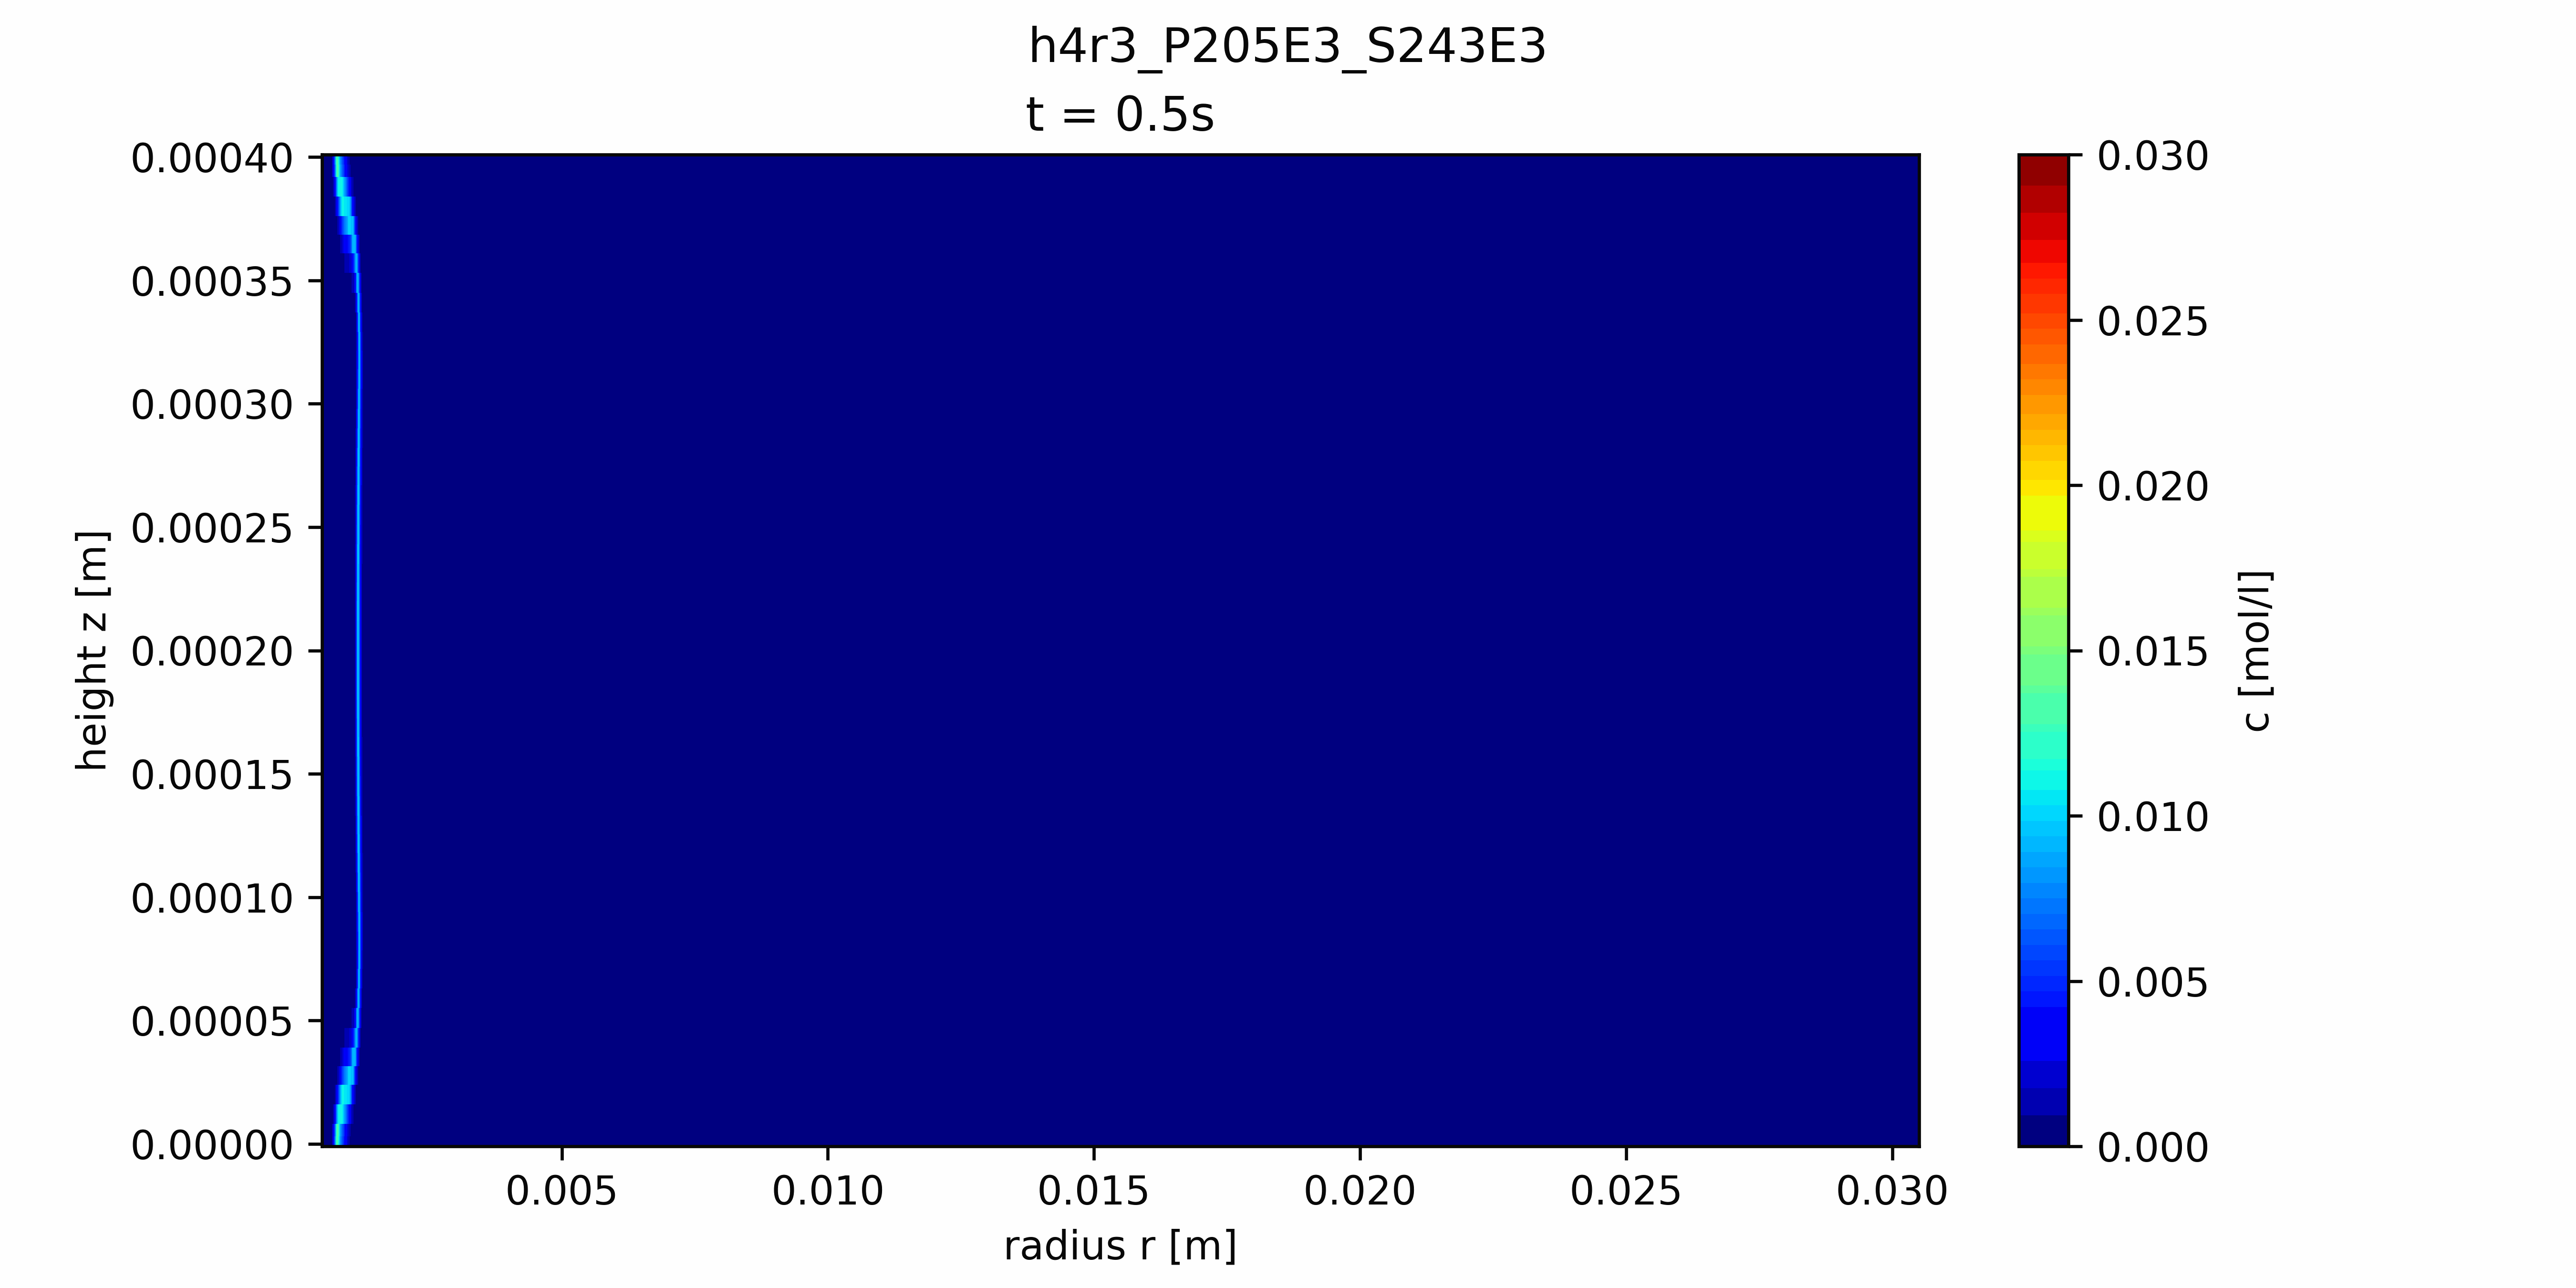 h4r3_P205E3_S243E3
t = 0.5s
0.00040
0.00035
0.00030
0.00025
0.00020
0.00015
0.00010
0.00005
0.00000
height z [m]
0.005 0.010 0.015 0.020 0.025 0.030
radius r [m]
0.030
0.025
0.020
0.015
0.010
0.005
0.000
c [mol/l]